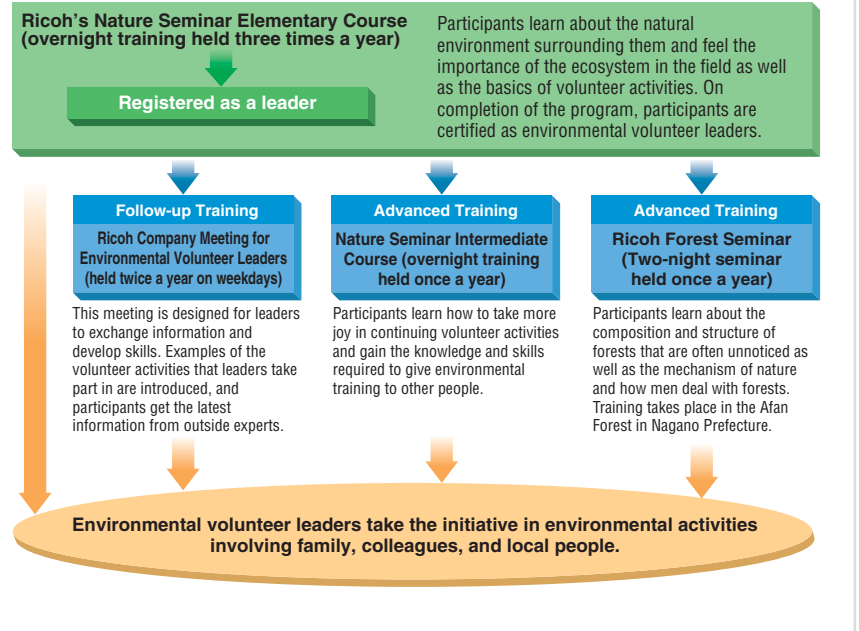 Ricoh's Nature Seminar Elementary Course
(overnight training held three times a year)
Registered as a leader
Participants learn about the natural
environment surrounding them and feel the
importance of the ecosystem in the field as well
as the basics of volunteer activities. On
completion of the program, participants are
certified as environmental volunteer leaders.
Follow-up Training
Ricoh Company Meeting for
Environmental Volunteer Leaders
(held twice a year on weekdays)
This meeting is designed for leaders
to exchange information and
develop skills. Examples of the
volunteer activities that leaders take
part in are introduced, and
participants get the latest
information from outside experts.
Advanced Training
Nature Seminar Intermediate
Course (overnight training
held once a year)
Participants learn how to take more
joy in continuing volunteer activities
and gain the knowledge and skills
required to give environmental
training to other people.
Advanced Training
Ricoh Forest Seminar
(Two-night seminar
held once a year)
Participants learn about the
composition and structure of
forests that are often unnoticed as
well as the mechanism of nature
and how men deal with forests.
Training takes place in the Afan
Forest in Nagano Prefecture.
Environmental volunteer leaders take the initiative in environmental activities
involving family, colleagues, and local people.